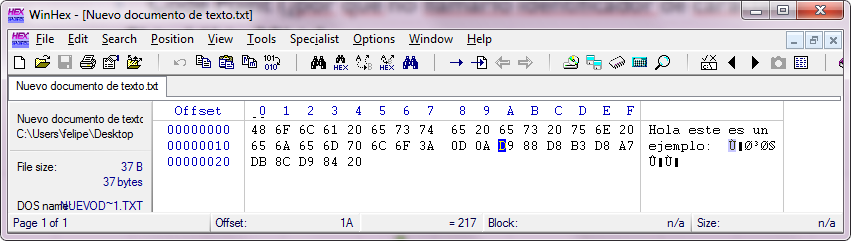 WinHex - [Nuevo documento de texto.txt]
File Edit Search Position View Tools Specialist Options Window Help
Nuevo documento de texto.txt
Offset 0 1 2 3 4 5 6 7 8 9 A B C D E F
Nuevo documento de texto
C:\Users\felipe\Desktop
00000000 48 6F 6C 61 20 65 73 74 65 20 65 73 20 75 6E 20 Hola este es un
00000010 65 6A 65 6D 70 6C 6F 3A 0D 0A D9 88 D8 B3 D8 A7 ejemplo:
00000020 DB 8C D9 84 20
File size: 37 B
37 bytes
DOS name: NUEVOD~1.TXT
Page 1 of 1 Offset: 1A = 217 Block: n/a Size: n/a